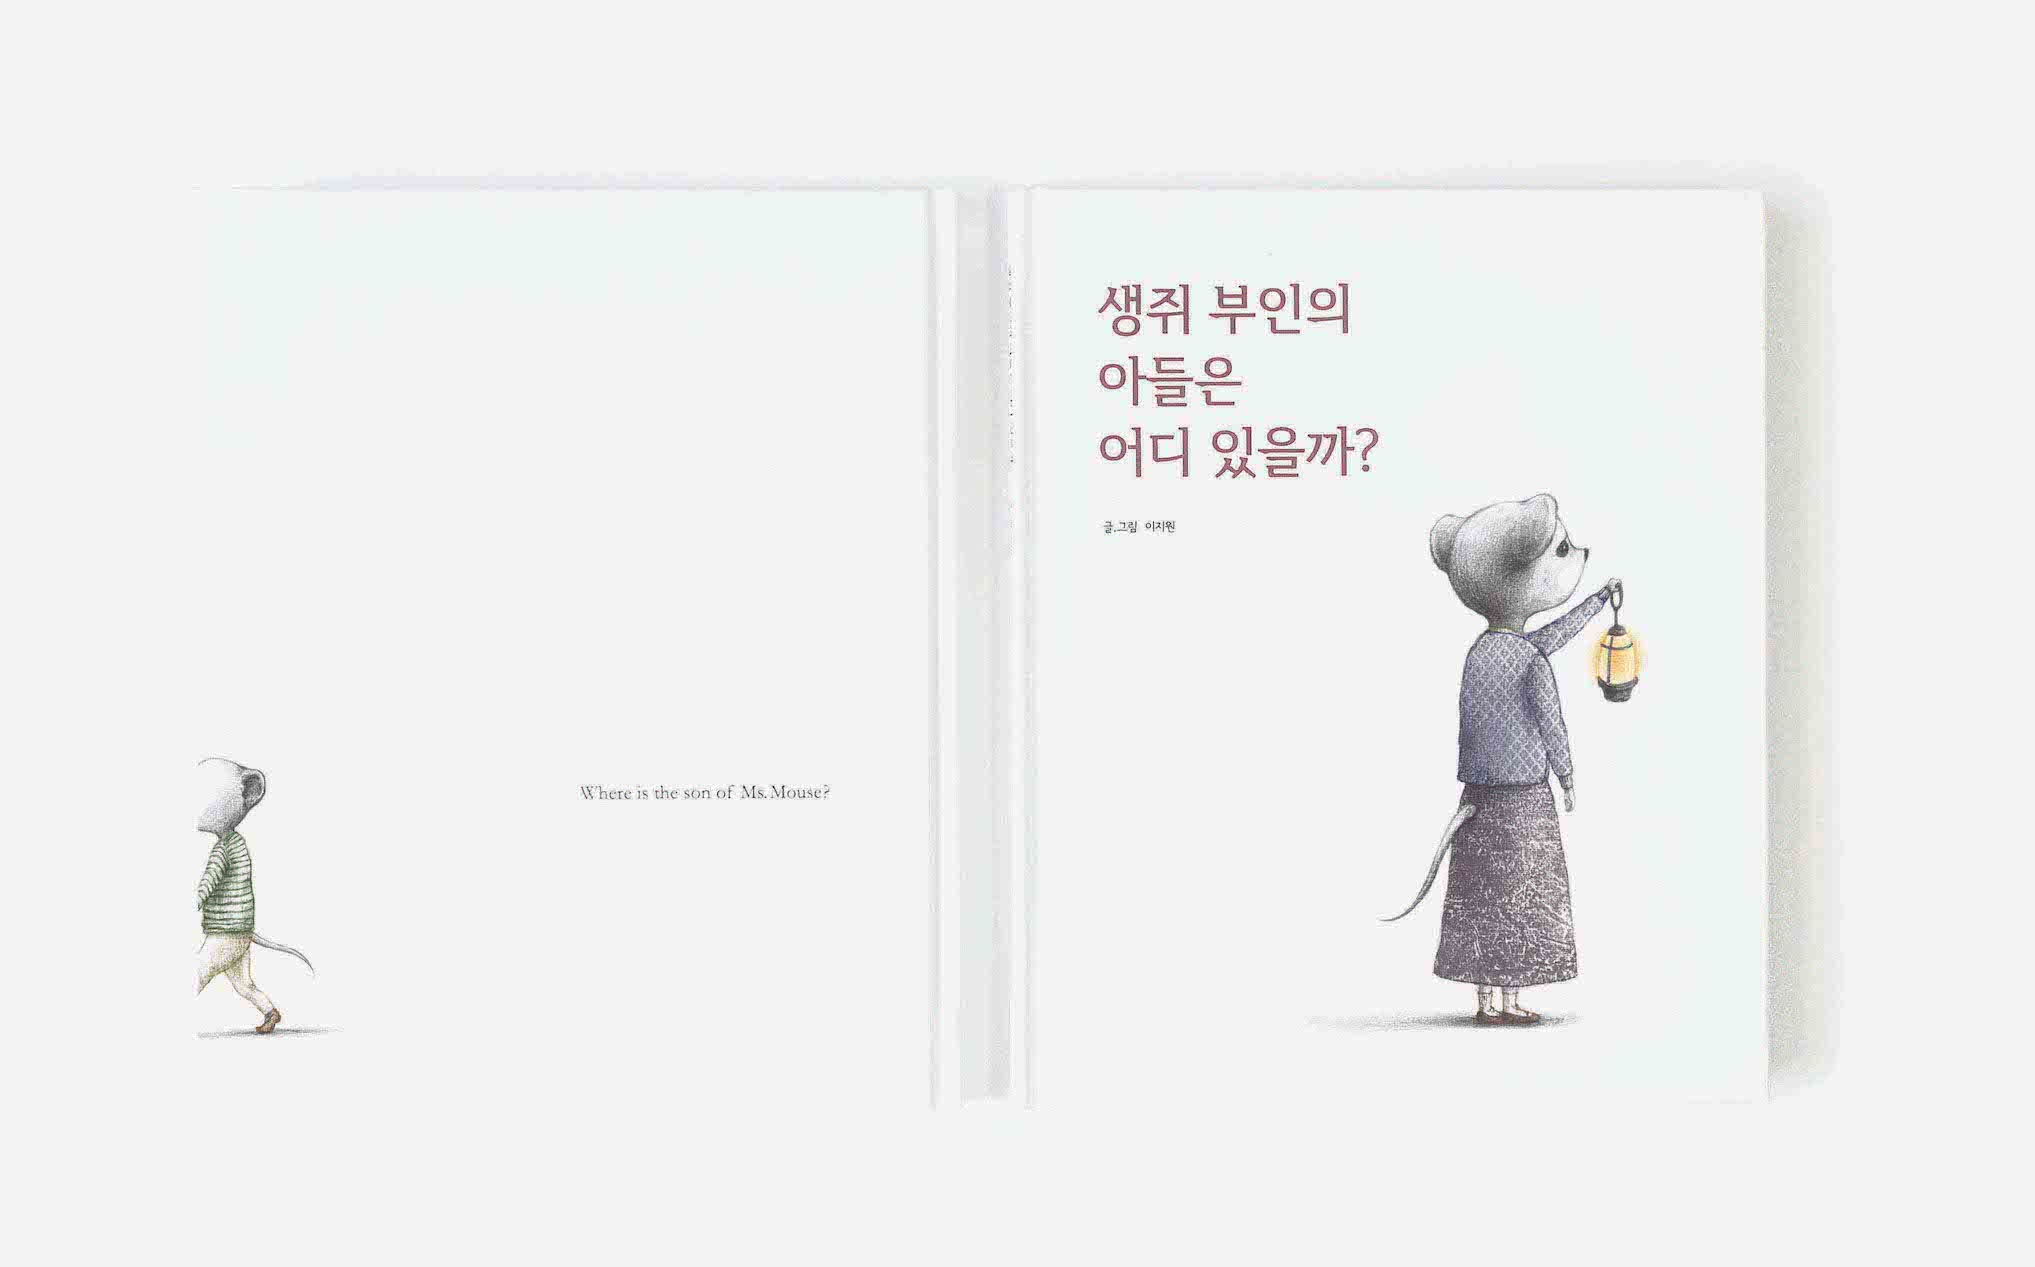 Where is the son of Ms. Mouse?
생쥐 부인의
아들은
어디 있을까?
글.그림 이지원